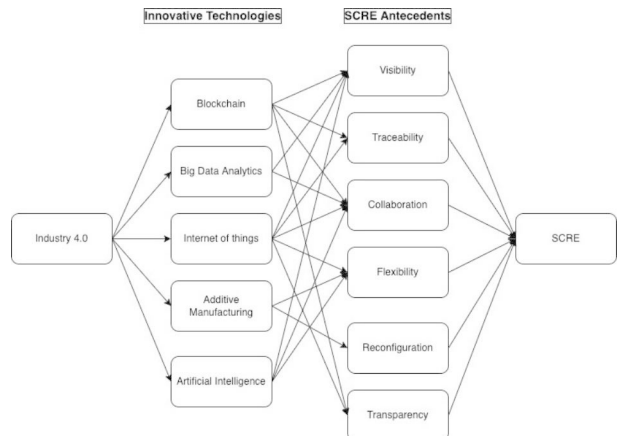 Innovative Technologies
SCRE Antecedents
Visibility
Blockchain
Traceability
Big Data Analytics
Collaboration
Industry 4.0
Internet of things
SCRE
Flexibility
Additive
Manufacturing
Reconfiguration
Artificial Intelligence
Transparency